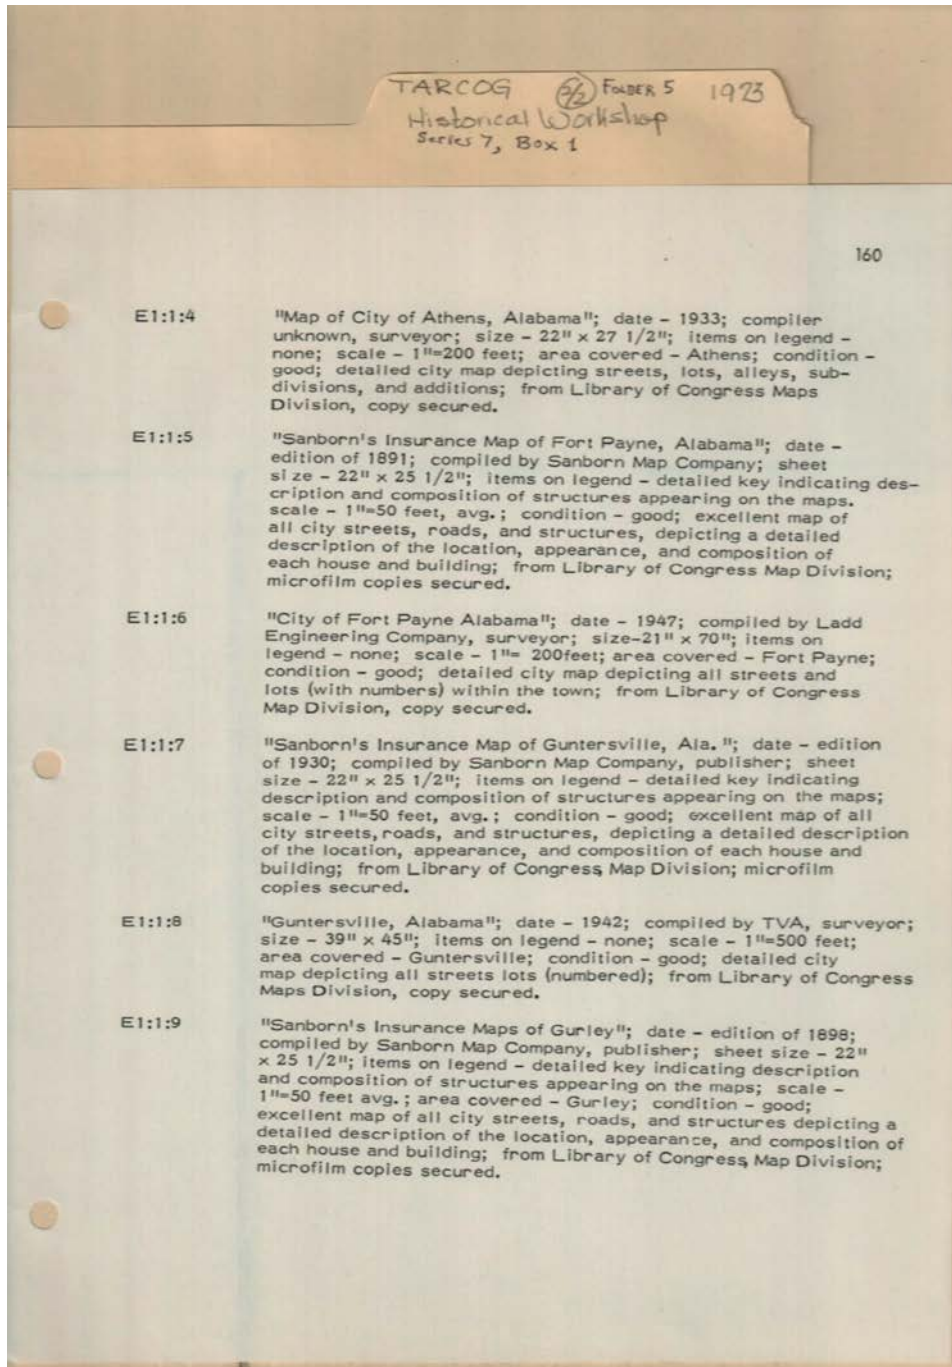 TARCOG 2/2 FOLDER 5 1973
Historical Workshop
Series 7, Box 1
160
E1:1:4 "Map of City of Athens, Alabama"; date - 1933; compiler
unknown, surveyor; size - 22" x 27 1/2"; items on legend -
none; scale - 1"=200 feet; area covered - Athens; condition -
good; detailed city map depicting streets, lots, alleys, sub-
divisions, and additions; from Library of Congress Maps
Division, copy secured.
E1:1:5 "Sanborn's Insurance Map of Fort Payne, Alabama"; date -
edition of 1891; compiled by Sanborn Map Company; sheet
size - 22" x 25 1/2"; items on legend - detailed key indicating des-
cription and composition of structures appearing on the maps.
scale - 1"=50 feet, avg.; condition - good; excellent map of
all city streets, roads, and structures, depicting a detailed
description of the location, appearance, and composition of
each house and building; from Library of Congress Map Division;
microfilm copies secured.
E1:1:6 "City of Fort Payne Alabama"; date - 1947; compiled by Ladd
Engineering Company, surveyor; size-21" x 70"; items on
legend - none; scale - 1"= 200feet; area covered - Fort Payne;
condition - good; detailed city map depicting all streets and
lots (with numbers) within the town; from Library of Congress
Map Division, copy secured.
E1:1:7 "Sanborn's Insurance Map of Guntersville, Ala. "; date - edition
of 1930; compiled by Sanborn Map Company, publisher; sheet
size - 22" x 25 1/2"; items on legend - detailed key indicating
description and composition of structures appearing on the maps;
scale - 1"=50 feet, avg.; condition - good; excellent map of all
city streets, roads, and structures, depicting a detailed description
of the location, appearance, and composition of each house and
building; from Library of Congress, Map Division; microfilm
copies secured.
E1:1:8 "Guntersville, Alabama"; date - 1942; compiled by TVA, surveyor;
size - 39" x 45"; items on legend - none; scale - 1"=500 feet;
area covered - Guntersville; condition - good; detailed city
map depicting all streets lots (numbered); from Library of Congress
Maps Division, copy secured.
E1:1:9 "Sanborn's Insurance Maps of Gurley"; date - edition of 1898;
compiled by Sanborn Map Company, publisher; sheet size - 22"
x 25 1/2"; items on legend - detailed key indicating description
and composition of structures appearing on the maps; scale -
1"=50 feet avg.; area covered - Gurley; condition - good;
excellent map of all city streets, roads, and structures depicting a
detailed description of the location, appearance, and composition of
each house and building; from Library of Congress, Map Division;
microfilm copies secured.